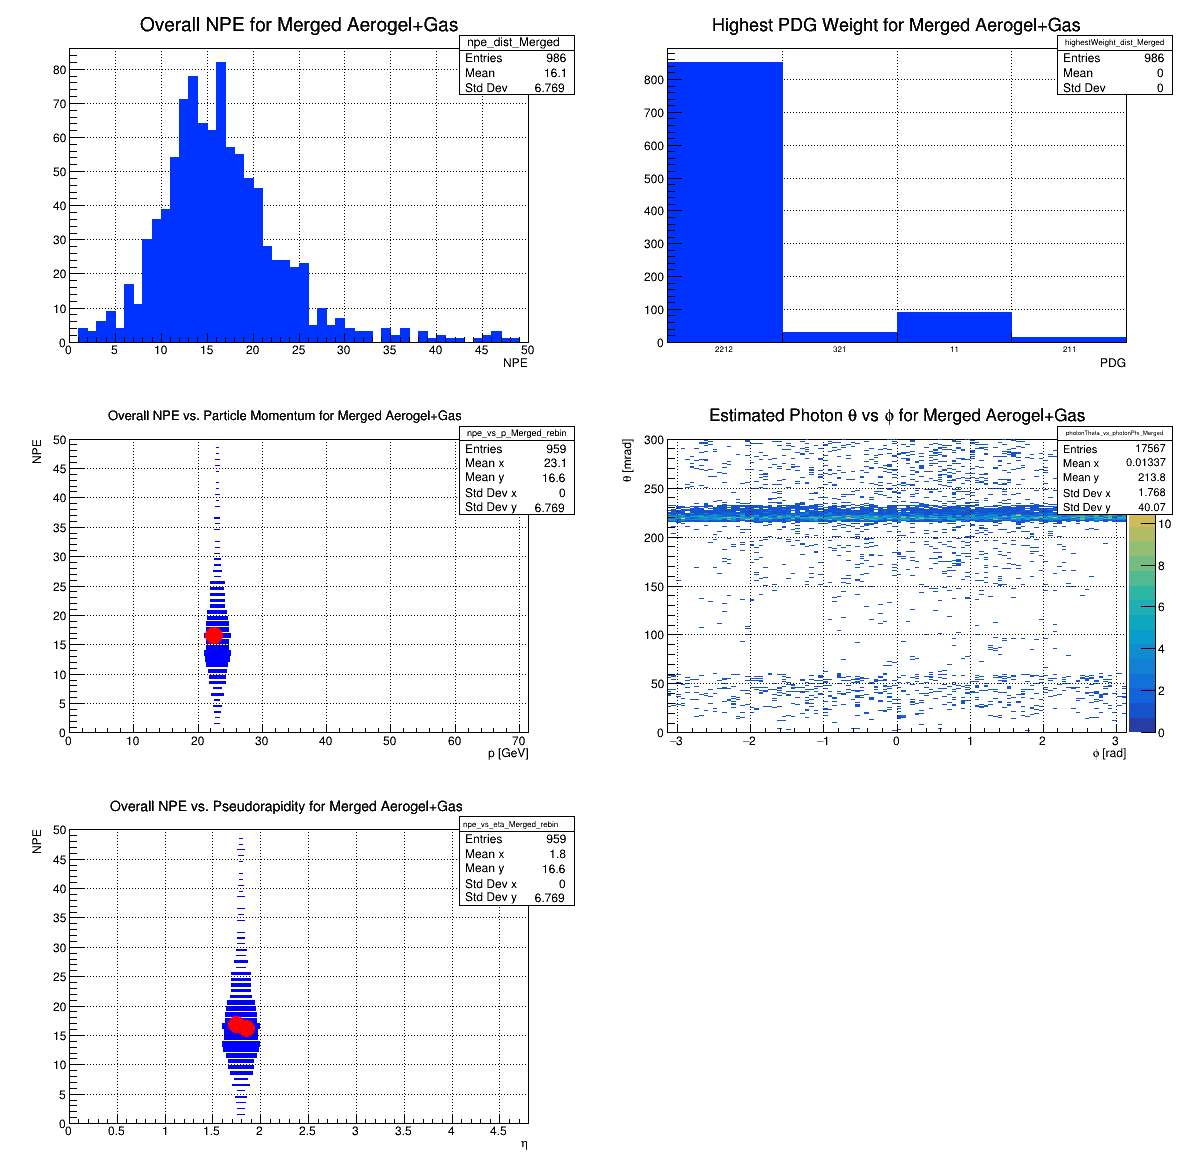 Overall NPE for Merged Aerogel+Gas
npe_dist_Merged
Entries 986
Mean 16.1
Std Dev 6.769
80
70
60
50
40
30
20
10
0
0 5 10 15 20 25 30 35 40 45 50
NPE
Highest PDG Weight for Merged Aerogel+Gas
highestWeight_dist_Merged
Entries 986
Mean 0
Std Dev 0
800
700
600
500
400
300
200
100
0
2212 321 11 211
PDG
Overall NPE vs. Particle Momentum for Merged Aerogel+Gas
npe_vs_p_Merged_rebin
Entries 959
Mean x 23.1
Mean y 16.6
Std Dev x 0
Std Dev y 6.769
NPE
50
45
40
35
30
25
20
15
10
5
0
0 10 20 30 40 50 60 70
p [GeV]
Estimated Photon θ vs ϕ for Merged Aerogel+Gas
photonTheta_vs_photonPhi_Merged
Entries 17567
Mean x 0.01337
Mean y 213.8
Std Dev x 1.768
Std Dev y 40.07
θ [mrad]
300
250
200
150
100
50
0
−3 −2 −1 0 1 2 3
ϕ [rad]
10
8
6
4
2
0
Overall NPE vs. Pseudorapidity for Merged Aerogel+Gas
npe_vs_eta_Merged_rebin
Entries 959
Mean x 1.8
Mean y 16.6
Std Dev x 0
Std Dev y 6.769
NPE
50
45
40
35
30
25
20
15
10
5
0
0 0.5 1 1.5 2 2.5 3 3.5 4 4.5
η